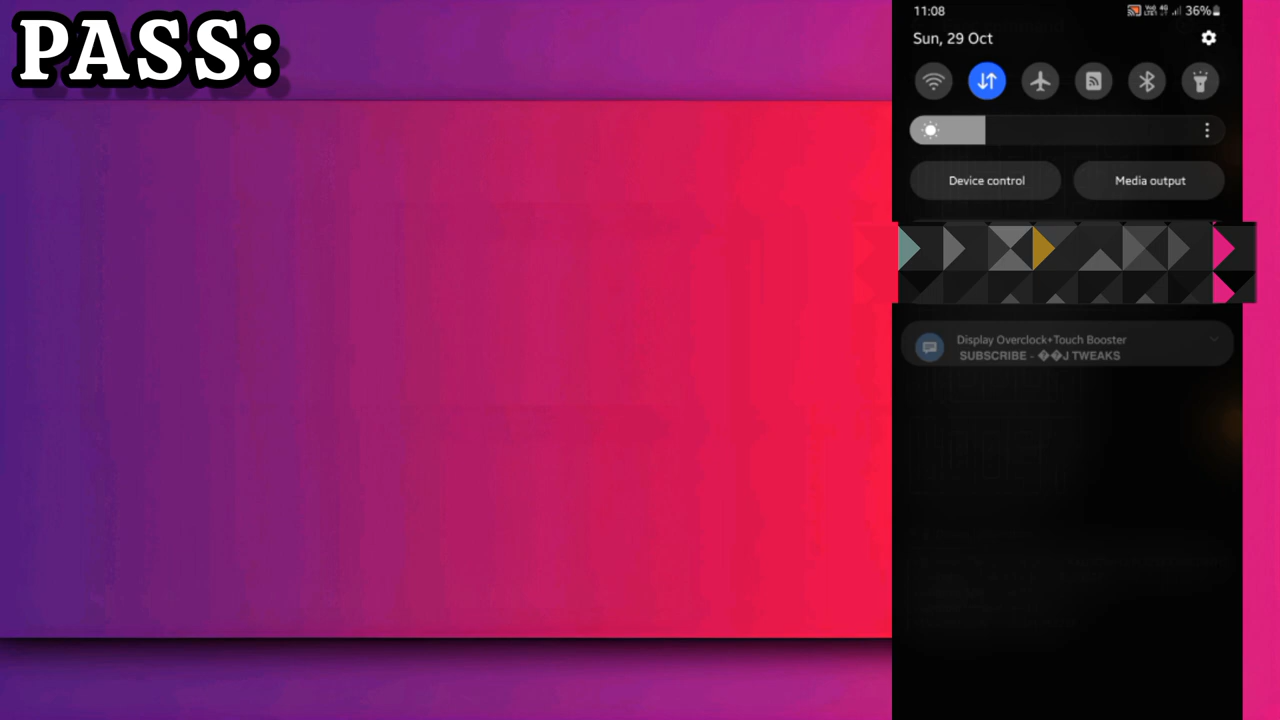 PASS:
11:08
36%
Sun, 29 Oct
Device control
Media output
Display Overclock+Touch Booster
SUBSCRIBE - ��J TWEAKS